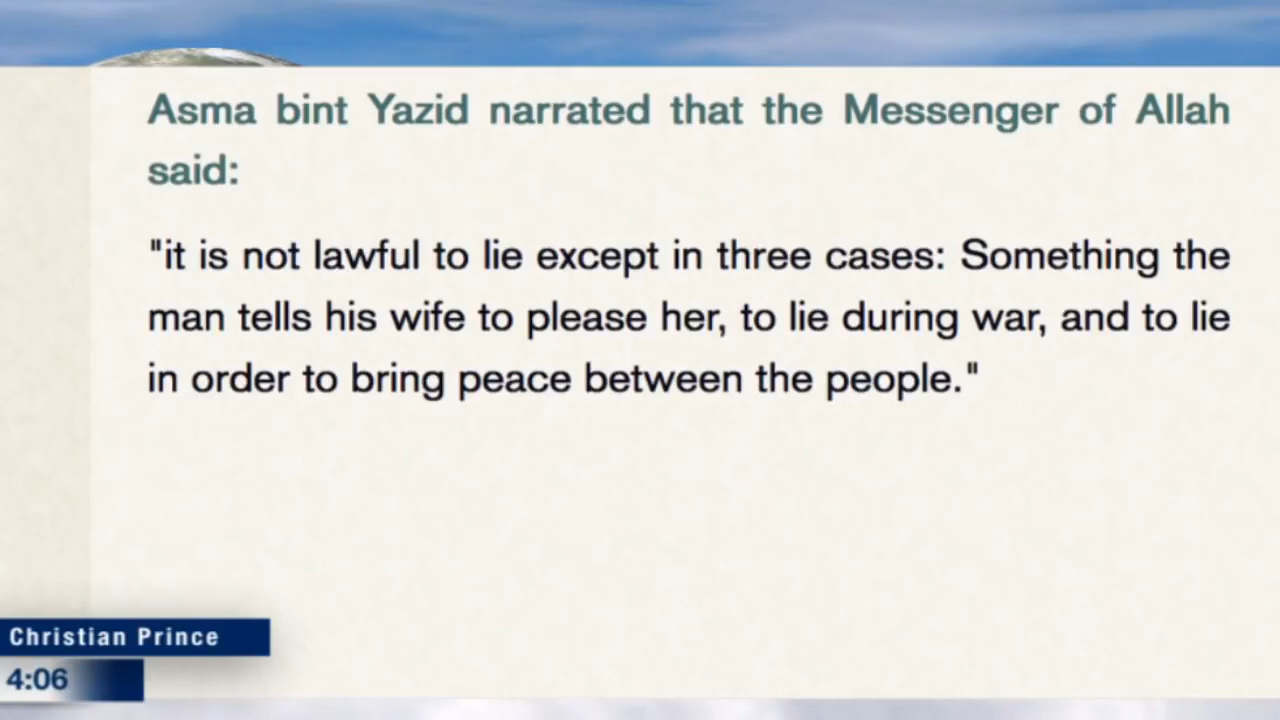 Asma bint Yazid narrated that the Messenger of Allah
said:
"it is not lawful to lie except in three cases: Something the
man tells his wife to please her, to lie during war, and to lie
in order to bring peace between the people."
Christian Prince
4:06